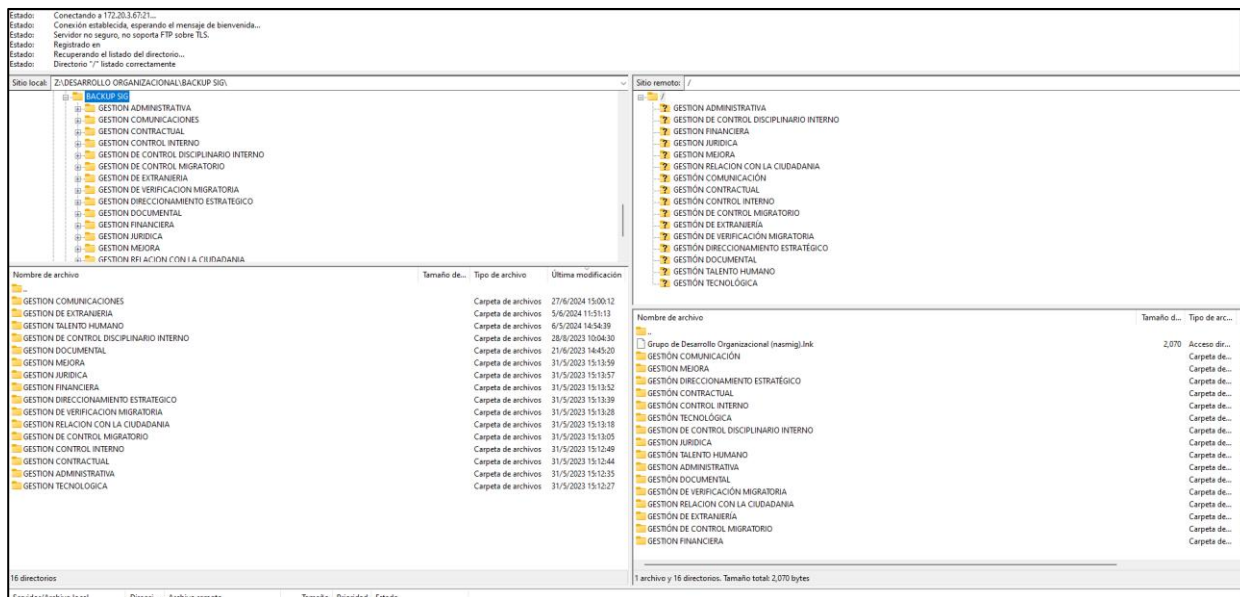 Estado: Conectando a 172.20.3.67:21...
Estado: Conexión establecida, esperando el mensaje de bienvenida...
Estado: Servidor no seguro, no soporta FTP sobre TLS.
Estado: Registrado en
Estado: Recuperando el listado del directorio...
Estado: Directorio "/" listado correctamente
Sitio local: Z:\DESARROLLO ORGANIZACIONAL\BACKUP SIG\
BACKUP SIG
GESTION ADMINISTRATIVA
GESTION COMUNICACIONES
GESTION CONTRACTUAL
GESTION CONTROL INTERNO
GESTION DE CONTROL DISCIPLINARIO INTERNO
GESTION DE CONTROL MIGRATORIO
GESTION DE EXTRANJERIA
GESTION DE VERIFICACION MIGRATORIA
GESTION DIRECCIONAMIENTO ESTRATEGICO
GESTION DOCUMENTAL
GESTION FINANCIERA
GESTION JURIDICA
GESTION MEJORA
GESTION RELACION CON LA CIUDADANIA
Nombre de archivo Tamaño de... Tipo de archivo Última modificación
..
GESTION COMUNICACIONES Carpeta de archivos 27/6/2024 15:00:12
GESTION DE EXTRANJERIA Carpeta de archivos 5/6/2024 11:51:13
GESTION TALENTO HUMANO Carpeta de archivos 6/5/2024 14:54:39
GESTION DE CONTROL DISCIPLINARIO INTERNO Carpeta de archivos 28/8/2023 10:04:30
GESTION DOCUMENTAL Carpeta de archivos 21/6/2023 14:45:20
GESTION MEJORA Carpeta de archivos 31/5/2023 15:13:59
GESTION JURIDICA Carpeta de archivos 31/5/2023 15:13:57
GESTION FINANCIERA Carpeta de archivos 31/5/2023 15:13:52
GESTION DIRECCIONAMIENTO ESTRATEGICO Carpeta de archivos 31/5/2023 15:13:39
GESTION DE VERIFICACION MIGRATORIA Carpeta de archivos 31/5/2023 15:13:28
GESTION RELACION CON LA CIUDADANIA Carpeta de archivos 31/5/2023 15:13:18
GESTION DE CONTROL MIGRATORIO Carpeta de archivos 31/5/2023 15:13:05
GESTION CONTROL INTERNO Carpeta de archivos 31/5/2023 15:12:49
GESTION CONTRACTUAL Carpeta de archivos 31/5/2023 15:12:44
GESTION ADMINISTRATIVA Carpeta de archivos 31/5/2023 15:12:35
GESTION TECNOLOGICA Carpeta de archivos 31/5/2023 15:12:27
16 directorios
Sitio remoto: /
/
GESTION ADMINISTRATIVA
GESTION DE CONTROL DISCIPLINARIO INTERNO
GESTION FINANCIERA
GESTION JURIDICA
GESTION MEJORA
GESTION RELACION CON LA CIUDADANIA
GESTIÓN COMUNICACIÓN
GESTIÓN CONTRACTUAL
GESTIÓN CONTROL INTERNO
GESTIÓN DE CONTROL MIGRATORIO
GESTIÓN DE EXTRANJERÍA
GESTIÓN DE VERIFICACIÓN MIGRATORIA
GESTIÓN DIRECCIONAMIENTO ESTRATÉGICO
GESTIÓN DOCUMENTAL
GESTIÓN TALENTO HUMANO
GESTIÓN TECNOLÓGICA
Nombre de archivo Tamaño d... Tipo de arc...
..
Grupo de Desarrollo Organizacional (nasmig).lnk 2,070 Acceso dir...
GESTIÓN COMUNICACIÓN Carpeta de...
GESTION MEJORA Carpeta de...
GESTIÓN DIRECCIONAMIENTO ESTRATÉGICO Carpeta de...
GESTIÓN CONTRACTUAL Carpeta de...
GESTIÓN CONTROL INTERNO Carpeta de...
GESTIÓN TECNOLÓGICA Carpeta de...
GESTION DE CONTROL DISCIPLINARIO INTERNO Carpeta de...
GESTION JURIDICA Carpeta de...
GESTIÓN TALENTO HUMANO Carpeta de...
GESTION ADMINISTRATIVA Carpeta de...
GESTIÓN DOCUMENTAL Carpeta de...
GESTIÓN DE VERIFICACIÓN MIGRATORIA Carpeta de...
GESTION RELACION CON LA CIUDADANIA Carpeta de...
GESTIÓN DE EXTRANJERÍA Carpeta de...
GESTIÓN DE CONTROL MIGRATORIO Carpeta de...
GESTION FINANCIERA Carpeta de...
1 archivo y 16 directorios. Tamaño total: 2,070 bytes
Servidor/Archivo local Direcci... Archivo remoto Tamaño Prioridad Estado